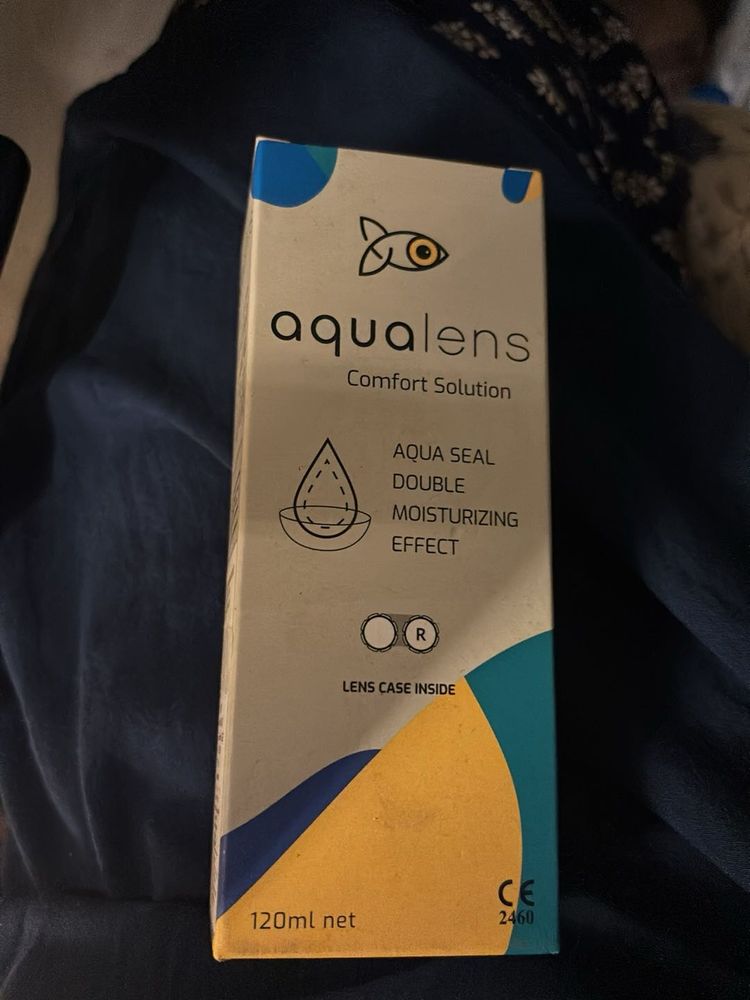 aqualens
Comfort Solution
AQUA SEAL
DOUBLE
MOISTURIZING
EFFECT
R
LENS CASE INSIDE
120ml net
CE
2460